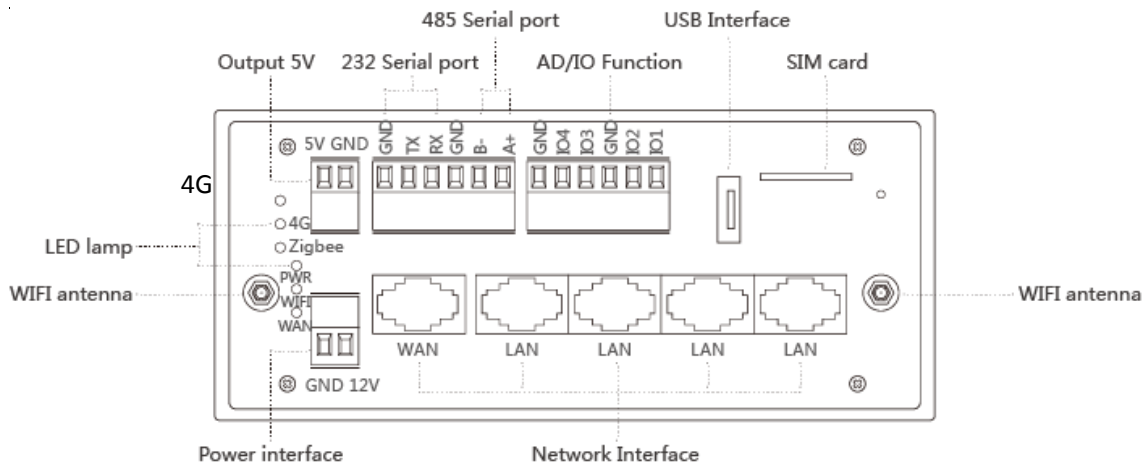 485 Serial port
USB Interface
Output 5V
232 Serial port
AD/IO Function
SIM card
5V GND
GND
TX
RX
GND
B-
A+
GND
IO4
IO3
GND
IO2
IO1
4G
4G
LED lamp
Zigbee
PWR
WIFI antenna
WIFI
WIFI antenna
WAN
WAN
LAN
LAN
LAN
LAN
GND 12V
Power interface
Network Interface